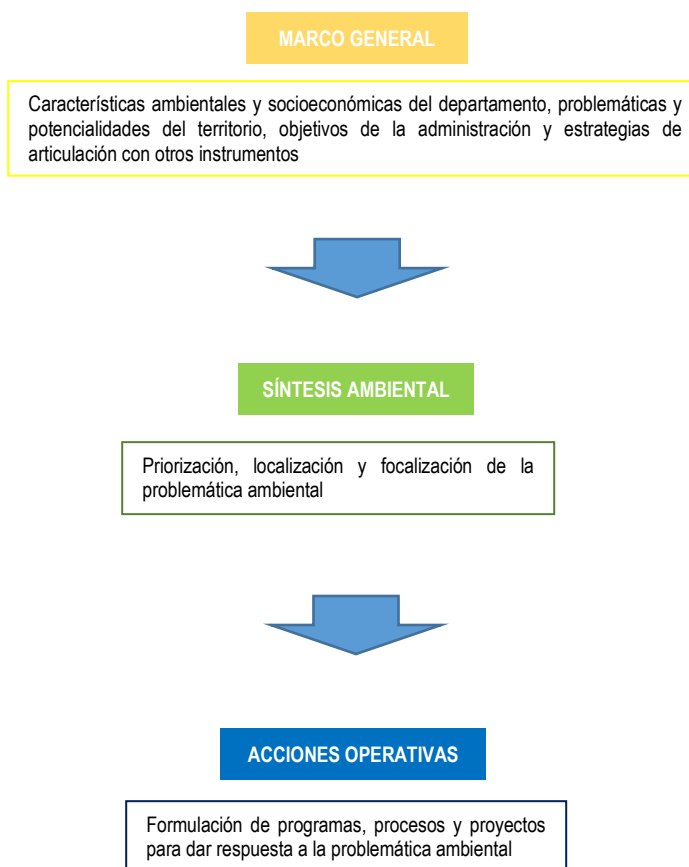 MARCO GENERAL
Características ambientales y socioeconómicas del departamento, problemáticas y
potencialidades del territorio, objetivos de la administración y estrategias de
articulación con otros instrumentos
SÍNTESIS AMBIENTAL
Priorización, localización y focalización de la
problemática ambiental
ACCIONES OPERATIVAS
Formulación de programas, procesos y proyectos
para dar respuesta a la problemática ambiental